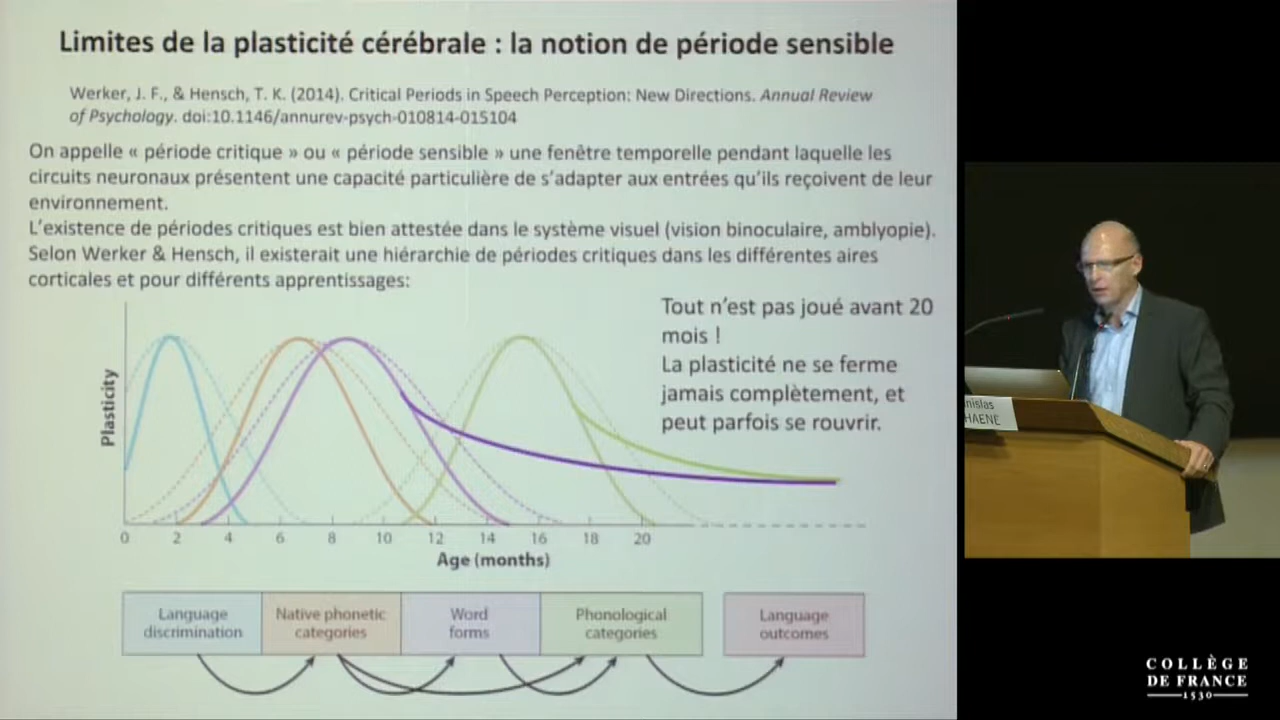 Limites de la plasticité cérébrale : la notion de période sensible
Werker, J. F., & Hensch, T. K. (2014). Critical Periods in Speech Perception: New Directions. Annual Review
of Psychology. doi:10.1146/annurev-psych-010814-015104
On appelle « période critique » ou « période sensible » une fenêtre temporelle pendant laquelle les
circuits neuronaux présentent une capacité particulière de s'adapter aux entrées qu'ils reçoivent de leur
environnement.
L'existence de périodes critiques est bien attestée dans le système visuel (vision binoculaire, amblyopie).
Selon Werker & Hensch, il existerait une hiérarchie de périodes critiques dans les différentes aires
corticales et pour différents apprentissages:
Tout n'est pas joué avant 20
mois !
La plasticité ne se ferme
jamais complètement, et
peut parfois se rouvrir.
Plasticity
0 2 4 6 8 10 12 14 16 18 20
Age (months)
Language
discrimination
Native phonetic
categories
Word
forms
Phonological
categories
Language
outcomes
nislas
HAENE
COLLÈGE
DE FRANCE
1530